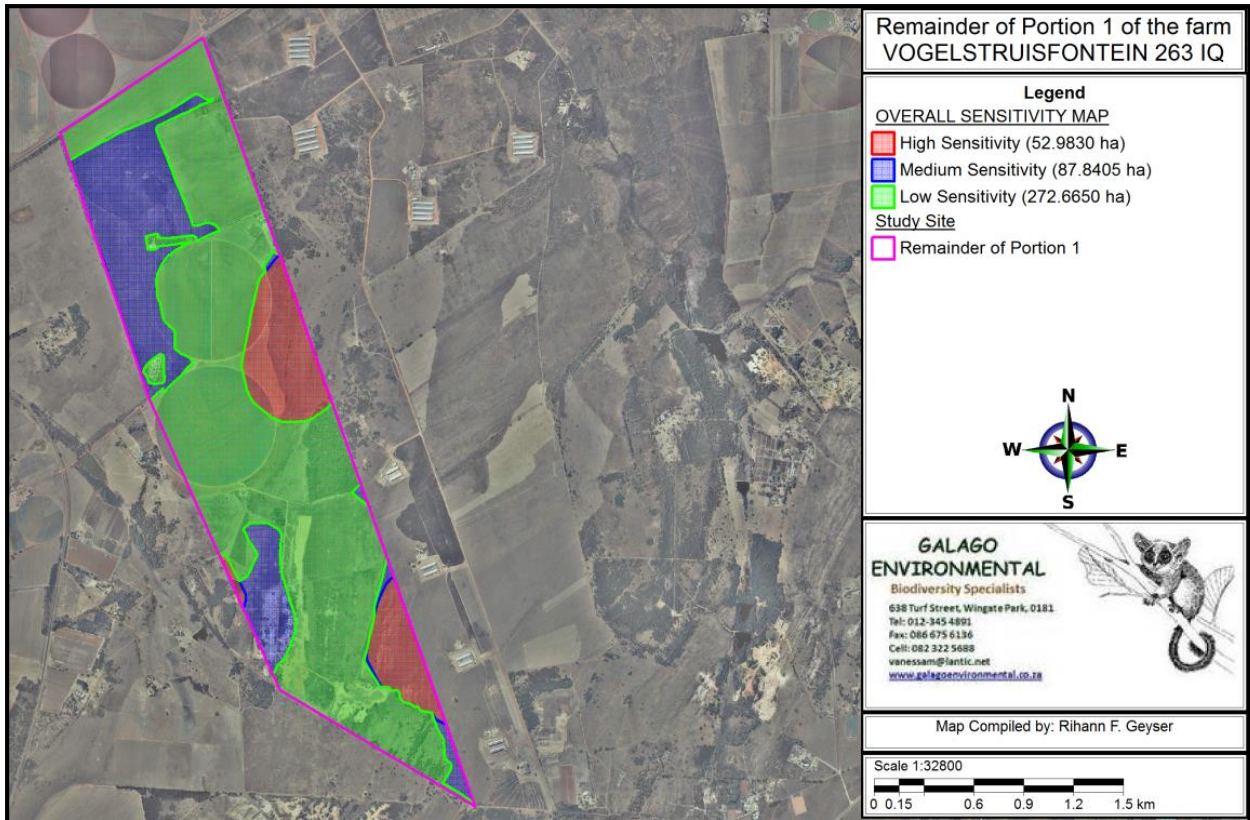 Remainder of Portion 1 of the farm
VOGELSTRUISFONTEIN 263 IQ
Legend
OVERALL SENSITIVITY MAP
High Sensitivity (52.9830 ha)
Medium Sensitivity (87.8405 ha)
Low Sensitivity (272.6650 ha)
Study Site
Remainder of Portion 1
N
W
E
S
GALAGO
ENVIRONMENTAL
Biodiversity Specialists
638 Turf Street, Wingate Park, 0181
Tel: 012-345 4891
Fax: 086 675 6136
Cell: 082 322 5688
vanessam@lantic.net
www.galagoenvironmental.co.za
Map Compiled by: Rihann F. Geyser
Scale 1:32800
0 0.15 0.6 0.9 1.2 1.5 km